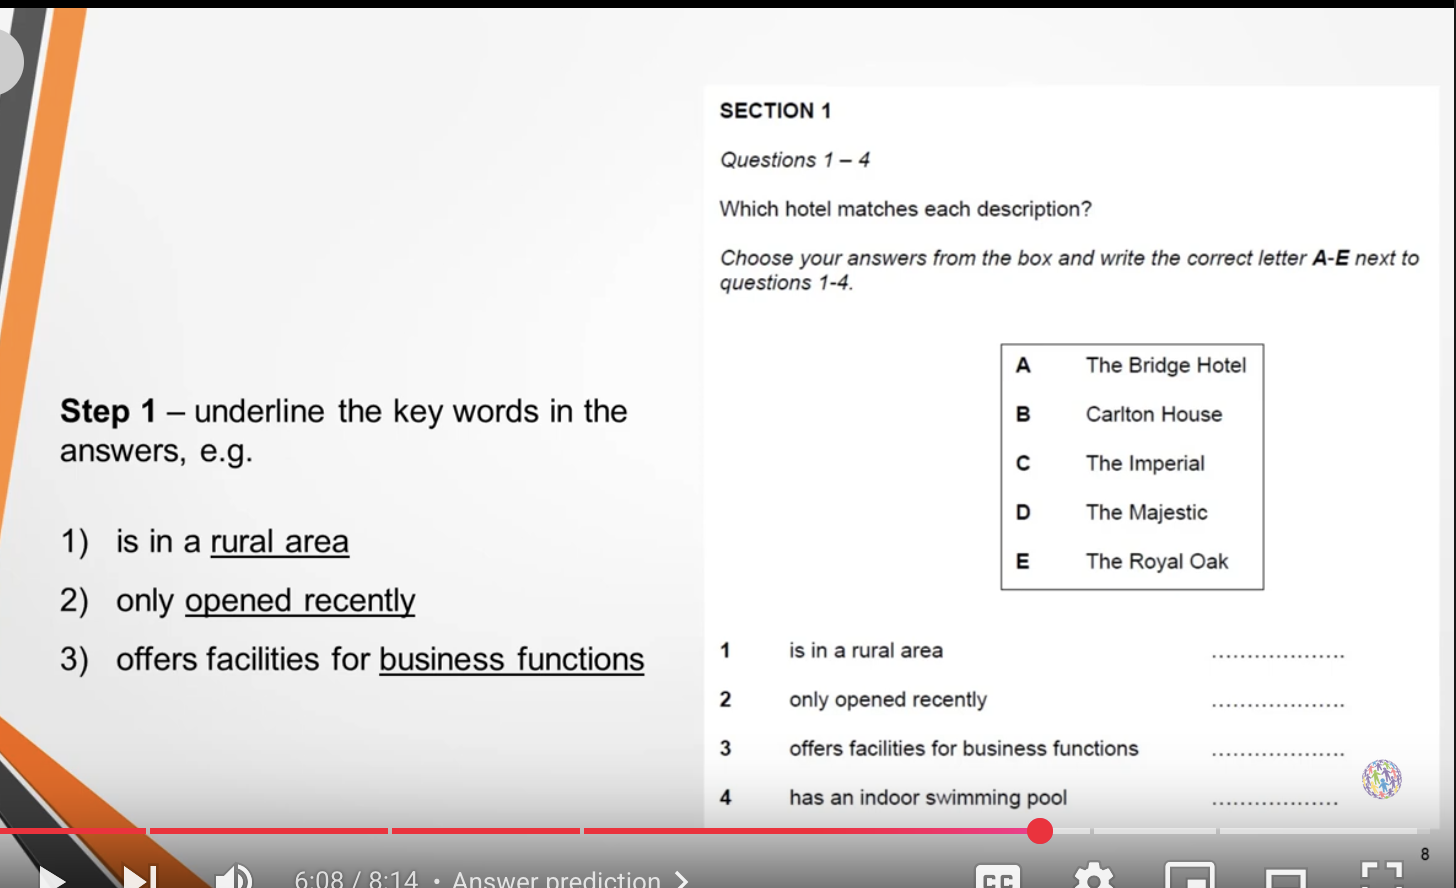 Step 1 – underline the key words in the
answers, e.g.
1) is in a rural area
2) only opened recently
3) offers facilities for business functions
SECTION 1
Questions 1 – 4
Which hotel matches each description?
Choose your answers from the box and write the correct letter A-E next to
questions 1-4.
A The Bridge Hotel
B Carlton House
C The Imperial
D The Majestic
E The Royal Oak
1 is in a rural area ...................
2 only opened recently ...................
3 offers facilities for business functions ...................
4 has an indoor swimming pool ..................
8
6:08 / 8:14 • Answer prediction
CC